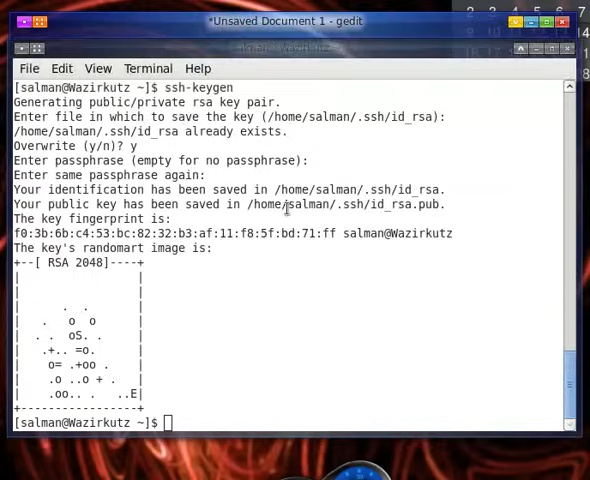 *Unsaved Document 1 - gedit
File Edit View Terminal Help
[salman@Wazirkutz ~]$ ssh-keygen
Generating public/private rsa key pair.
Enter file in which to save the key (/home/salman/.ssh/id_rsa):
/home/salman/.ssh/id_rsa already exists.
Overwrite (y/n)? y
Enter passphrase (empty for no passphrase):
Enter same passphrase again:
Your identification has been saved in /home/salman/.ssh/id_rsa.
Your public key has been saved in /home/salman/.ssh/id_rsa.pub.
The key fingerprint is:
f0:3b:6b:c4:53:bc:82:32:b3:af:11:f8:5f:bd:71:ff salman@Wazirkutz
The key's randomart image is:
+--[ RSA 2048]----+
|                 |
|                 |
|      .  .       |
|   .   o  o      |
|  . .  oS. .     |
|   .+.. =o.      |
|    o= .+oo .    |
|    .o ..o + .   |
|    .oo.. .   ..E|
+-----------------+
[salman@Wazirkutz ~]$